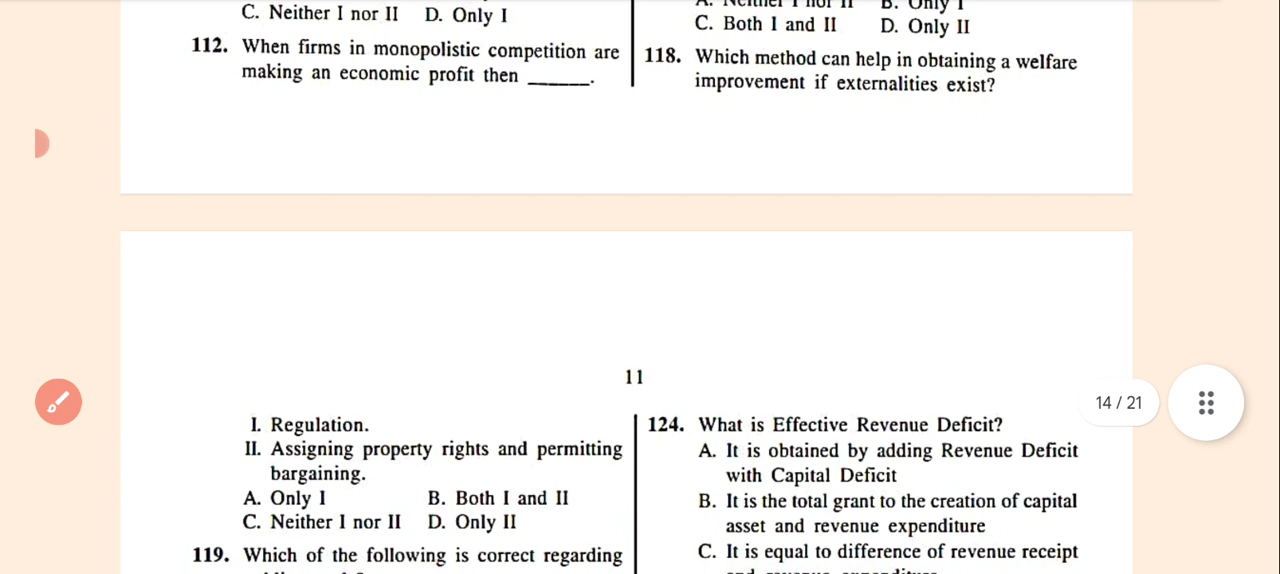 C. Neither I nor II D. Only I
112. When firms in monopolistic competition are
making an economic profit then ______.
A. Neither I nor II B. Only I
C. Both I and II D. Only II
118. Which method can help in obtaining a welfare
improvement if externalities exist?
11
I. Regulation.
II. Assigning property rights and permitting
bargaining.
A. Only I B. Both I and II
C. Neither I nor II D. Only II
119. Which of the following is correct regarding
124. What is Effective Revenue Deficit?
A. It is obtained by adding Revenue Deficit
with Capital Deficit
B. It is the total grant to the creation of capital
asset and revenue expenditure
C. It is equal to difference of revenue receipt
14 / 21